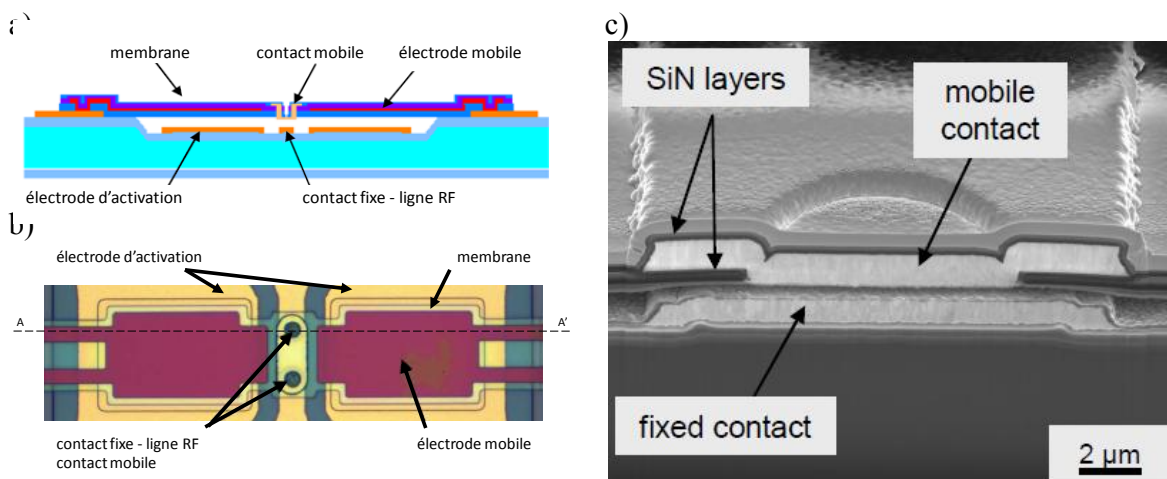 a)
membrane
contact mobile
électrode mobile
électrode d'activation
contact fixe - ligne RF
b)
électrode d'activation
membrane
A
A'
contact fixe - ligne RF
contact mobile
électrode mobile
c)
SiN layers
mobile
contact
fixed contact
2 µm